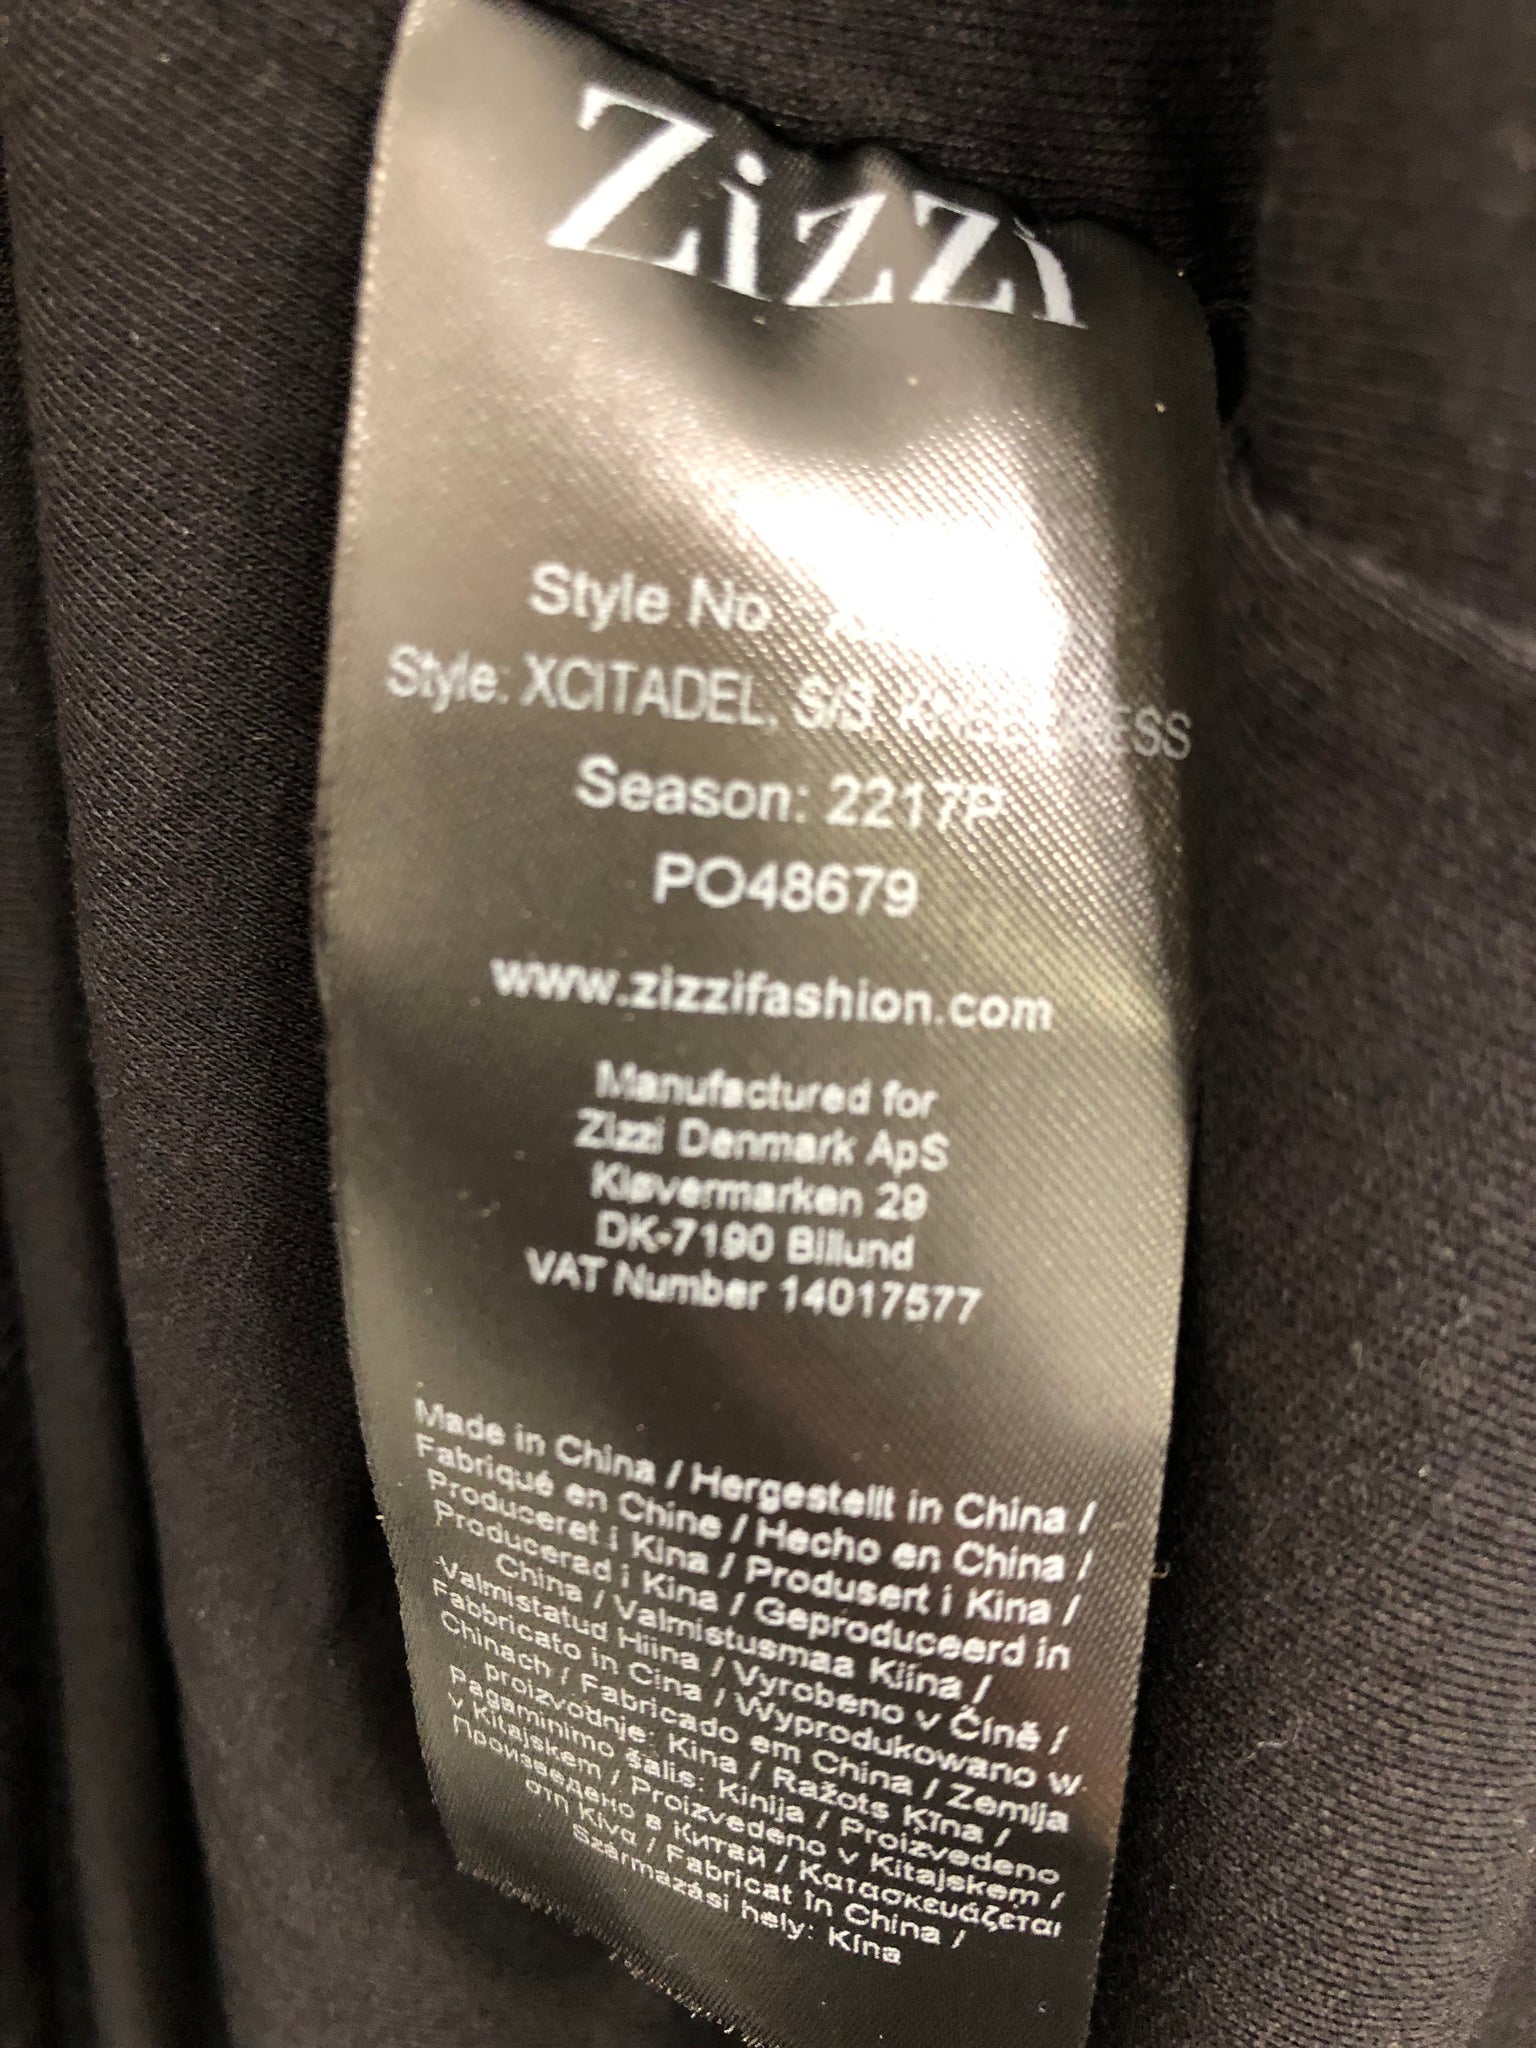 Zizzi
Style No
Style: XCITADEL, S/S, KNEE DRESS
Season: 2217P
PO48679
www.zizzifashion.com
Manufactured for
Zizzi Denmark ApS
Kløvermarken 29
DK-7190 Billund
VAT Number 14017577
Made in China / Hergestellt in China /
Fabriqué en Chine / Hecho en China /
Produceret i Kina / Produsert i Kina /
Producerad i Kina / Geproduceerd in
China / Valmistusmaa Kiína /
Valmistatud Hiina / Vyrobeno v Číně /
Fabbricato in Cina / Wyprodukowano w
Chinach / Fabricado em China / Zemlja
proizvodnje: Kina / Ražots Ķīna /
Pagaminimo šalis: Kinija / Proizvedeno
v Kitajskem / Proizvedeno v Kitajskem /
Произведено в Китай / Κατασκευάζεται
στη Κίνα / Fabricat în China /
Származási hely: Kína